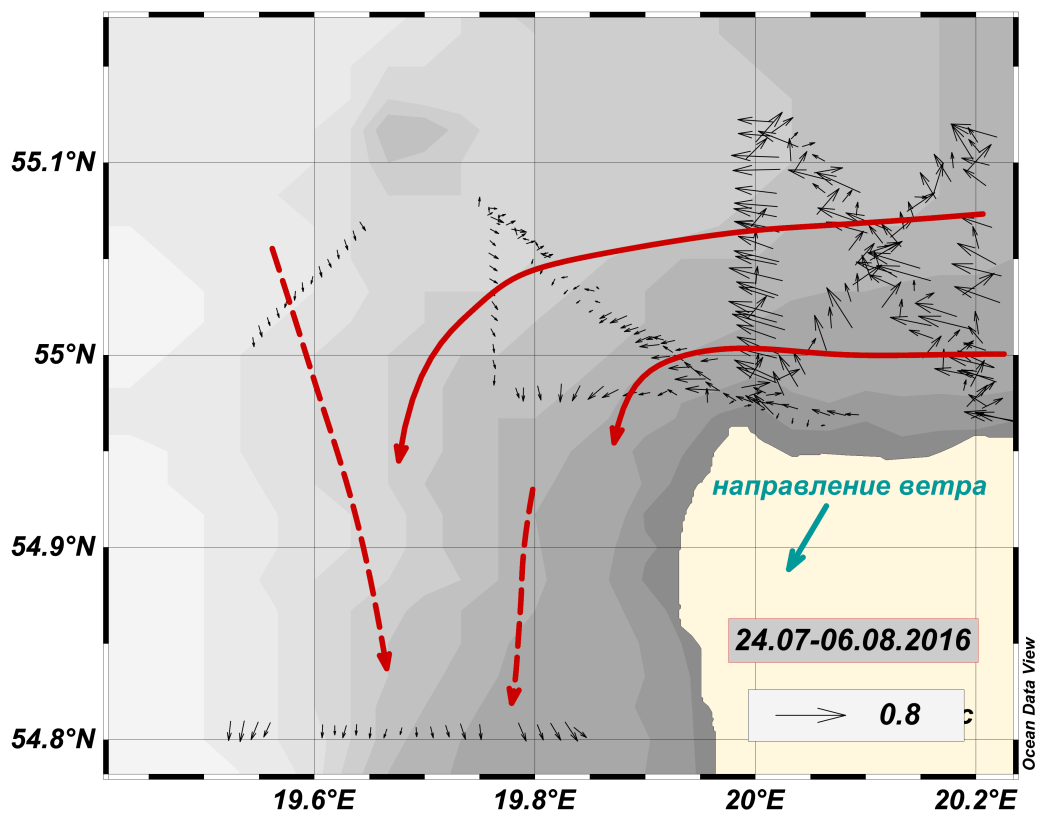 55.1°N
55°N
54.9°N
54.8°N
направление ветра
24.07-06.08.2016
0.8 с
19.6°E
19.8°E
20°E
20.2°E
Ocean Data View